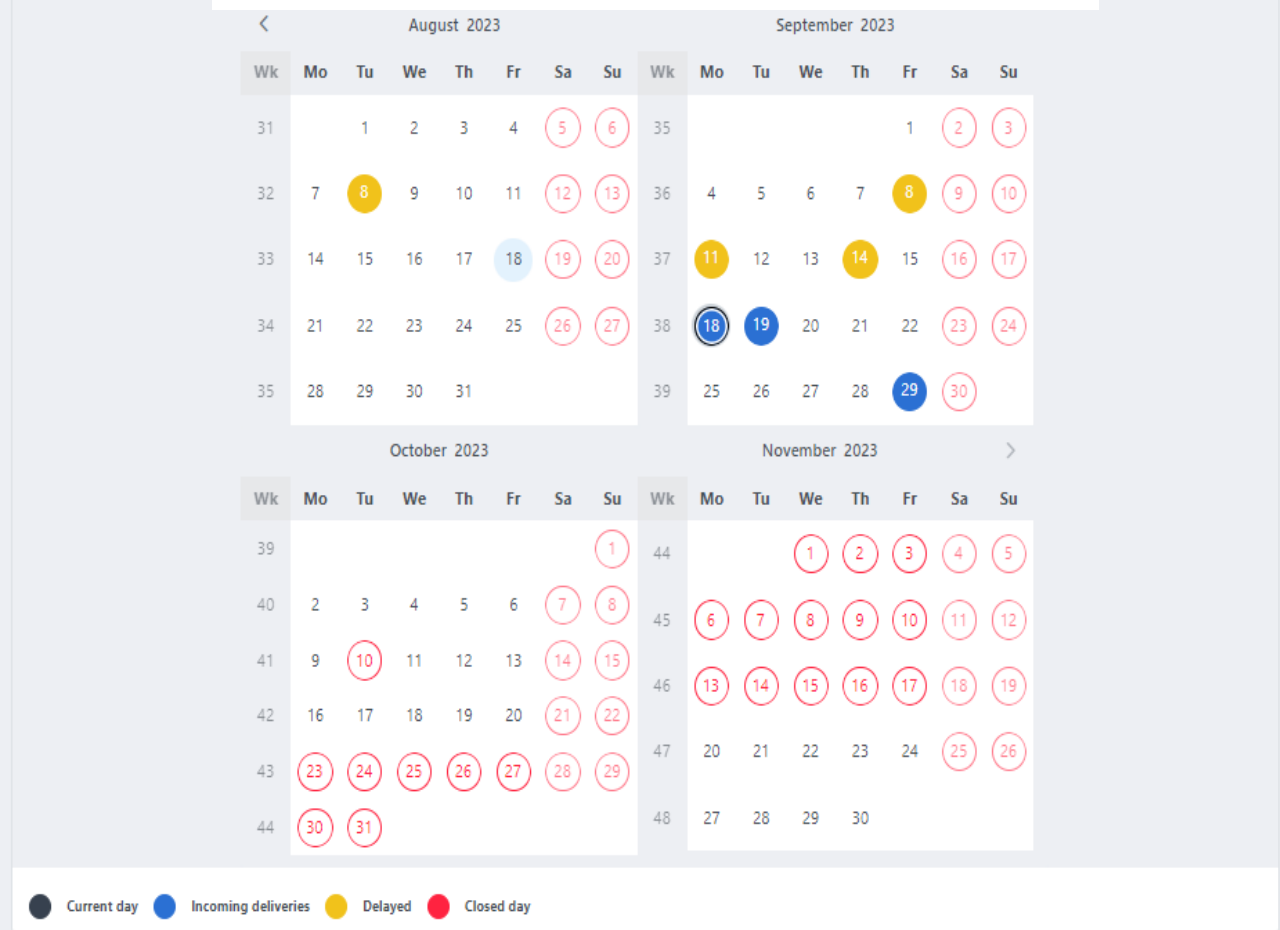 August 2023 September 2023
Wk Mo Tu We Th Fr Sa Su Wk Mo Tu We Th Fr Sa Su
31 1 2 3 4 5 6 35 1 2 3
32 7 8 9 10 11 12 13 36 4 5 6 7 8 9 10
33 14 15 16 17 18 19 20 37 11 12 13 14 15 16 17
34 21 22 23 24 25 26 27 38 18 19 20 21 22 23 24
35 28 29 30 31 39 25 26 27 28 29 30
October 2023 November 2023
Wk Mo Tu We Th Fr Sa Su Wk Mo Tu We Th Fr Sa Su
39 1 44 1 2 3 4 5
40 2 3 4 5 6 7 8 45 6 7 8 9 10 11 12
41 9 10 11 12 13 14 15 46 13 14 15 16 17 18 19
42 16 17 18 19 20 21 22 47 20 21 22 23 24 25 26
43 23 24 25 26 27 28 29 48 27 28 29 30
44 30 31
Current day Incoming deliveries Delayed Closed day